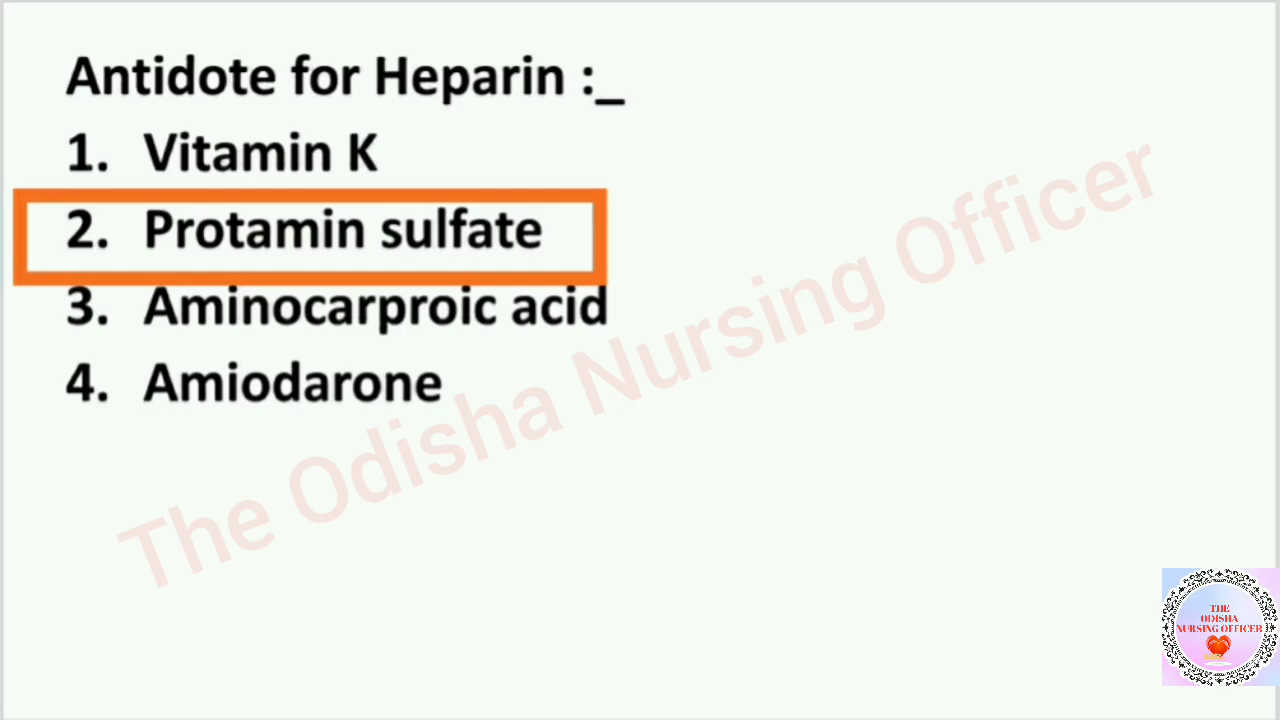 Antidote for Heparin :_
1. Vitamin K
2. Protamin sulfate
3. Aminocarproic acid
4. Amiodarone
The Odisha Nursing Officer
THE
ODISHA
NURSING OFFICER